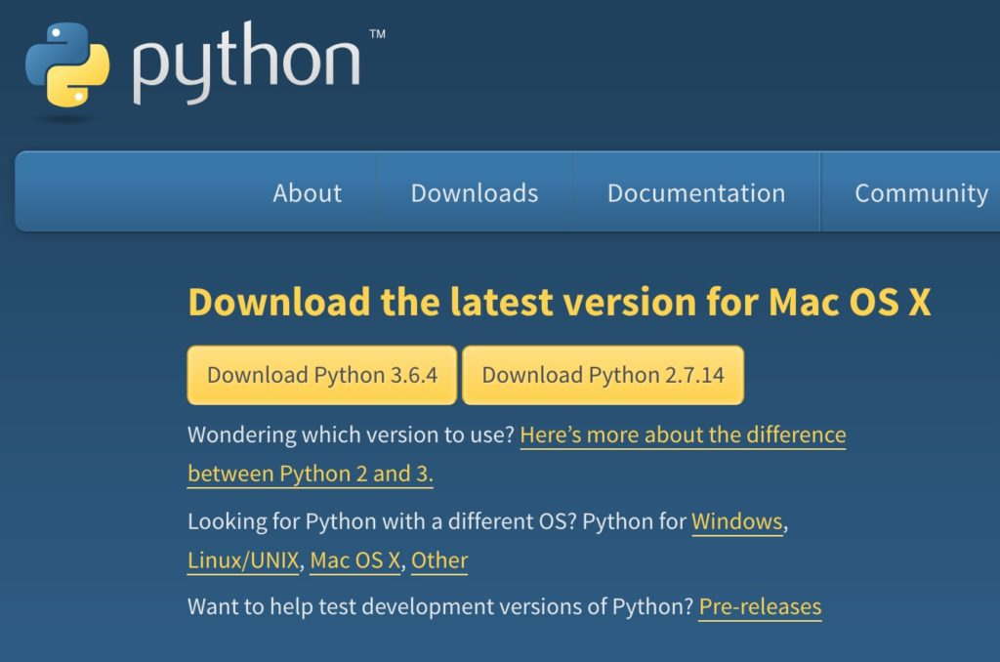 python™
About Downloads Documentation Community
Download the latest version for Mac OS X
Download Python 3.6.4 Download Python 2.7.14
Wondering which version to use? Here’s more about the difference
between Python 2 and 3.
Looking for Python with a different OS? Python for Windows,
Linux/UNIX, Mac OS X, Other
Want to help test development versions of Python? Pre-releases